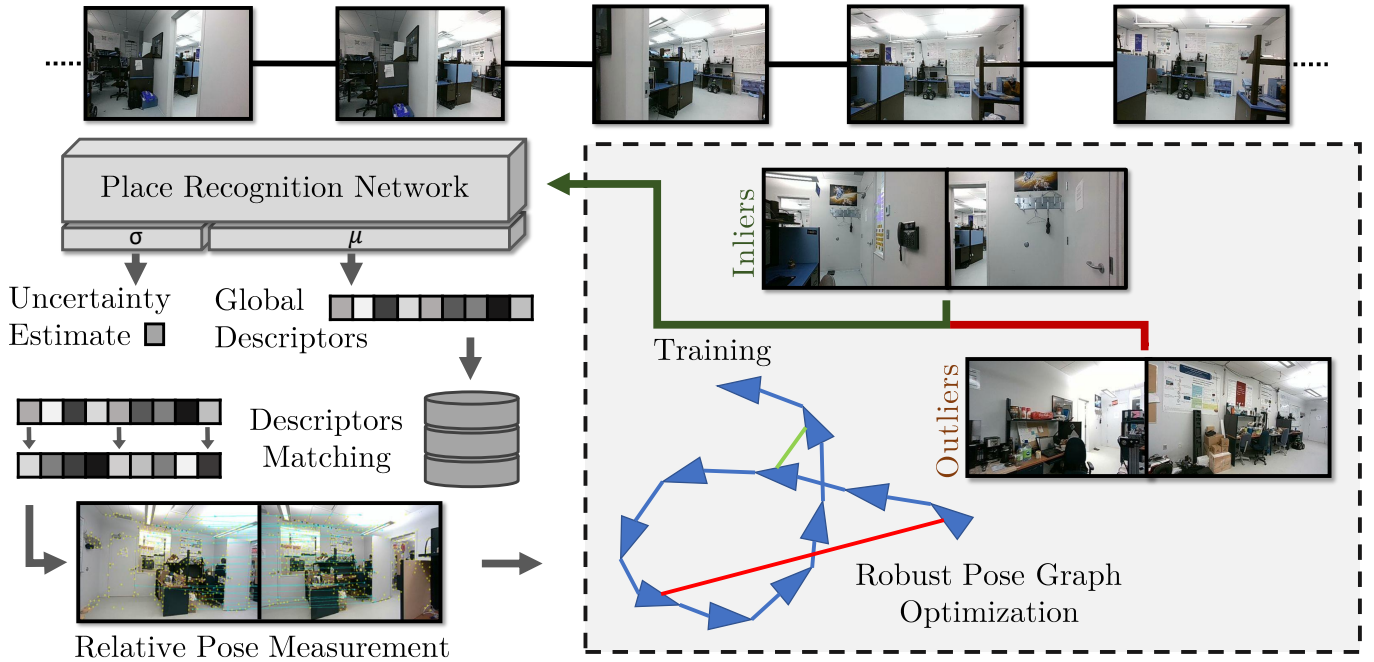 Place Recognition Network
σ
μ
Uncertainty
Estimate
Global
Descriptors
Descriptors
Matching
Relative Pose Measurement
Inliers
Training
Outliers
Robust Pose Graph
Optimization